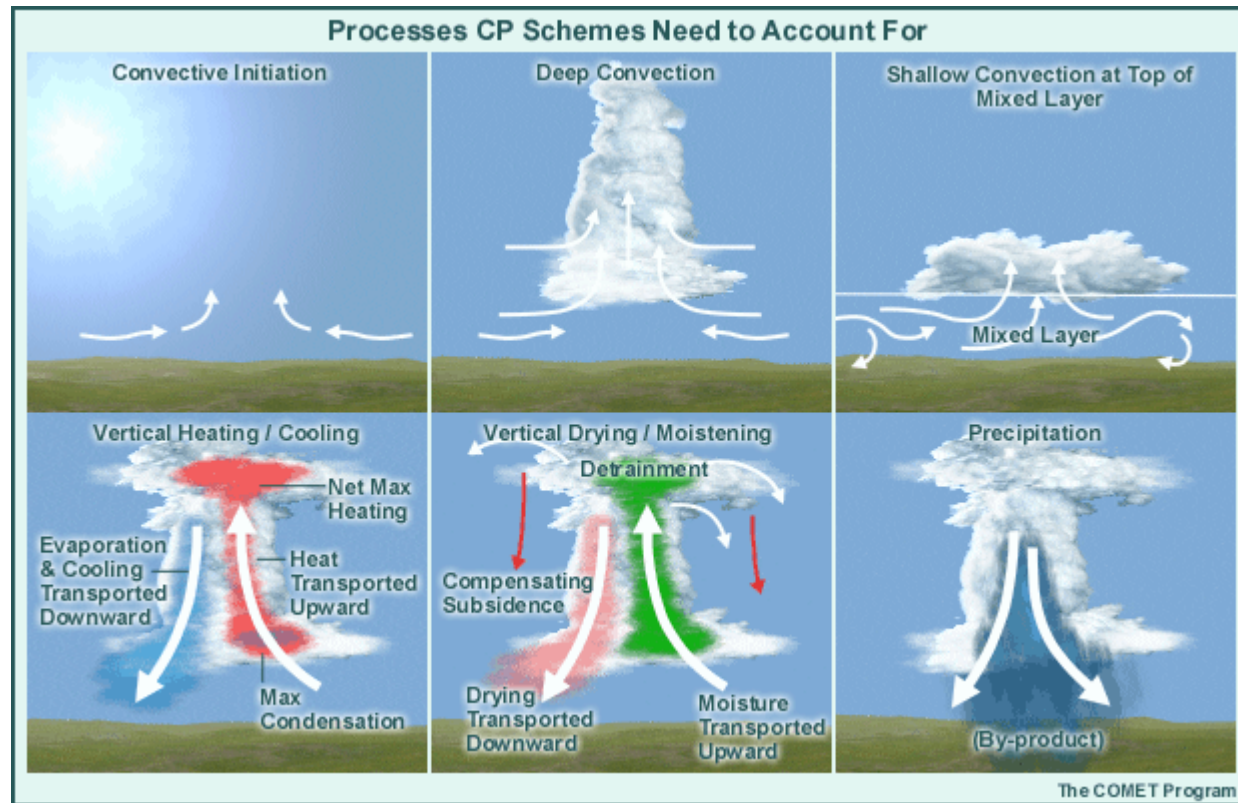 Processes CP Schemes Need to Account For
Convective Initiation
Deep Convection
Shallow Convection at Top of
Mixed Layer
Mixed Layer
Vertical Heating / Cooling
Net Max
Heating
Evaporation
& Cooling
Transported
Downward
Heat
Transported
Upward
Max
Condensation
Vertical Drying / Moistening
Detrainment
Compensating
Subsidence
Drying
Transported
Downward
Moisture
Transported
Upward
Precipitation
(By-product)
The COMET Program